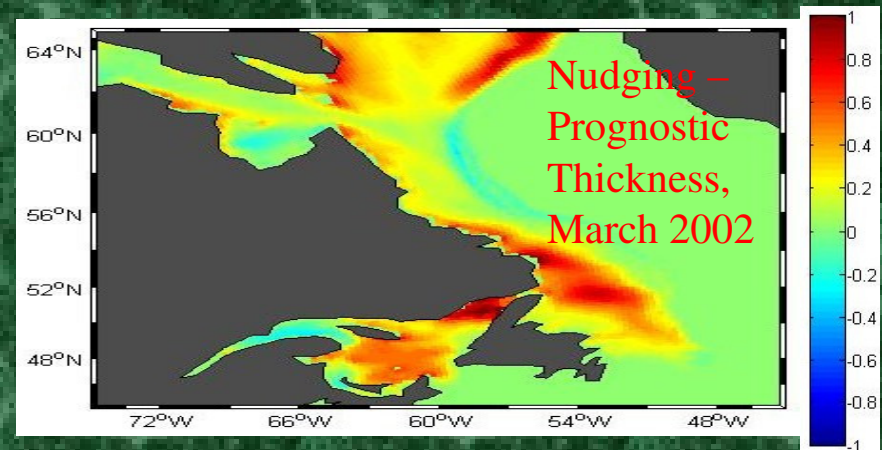 64°N
60°N
56°N
52°N
48°N
72°W
66°W
60°W
54°W
48°W
Nudging –
Prognostic
Thickness,
March 2002
1
0.8
0.6
0.4
0.2
0
-0.2
-0.4
-0.6
-0.8
-1